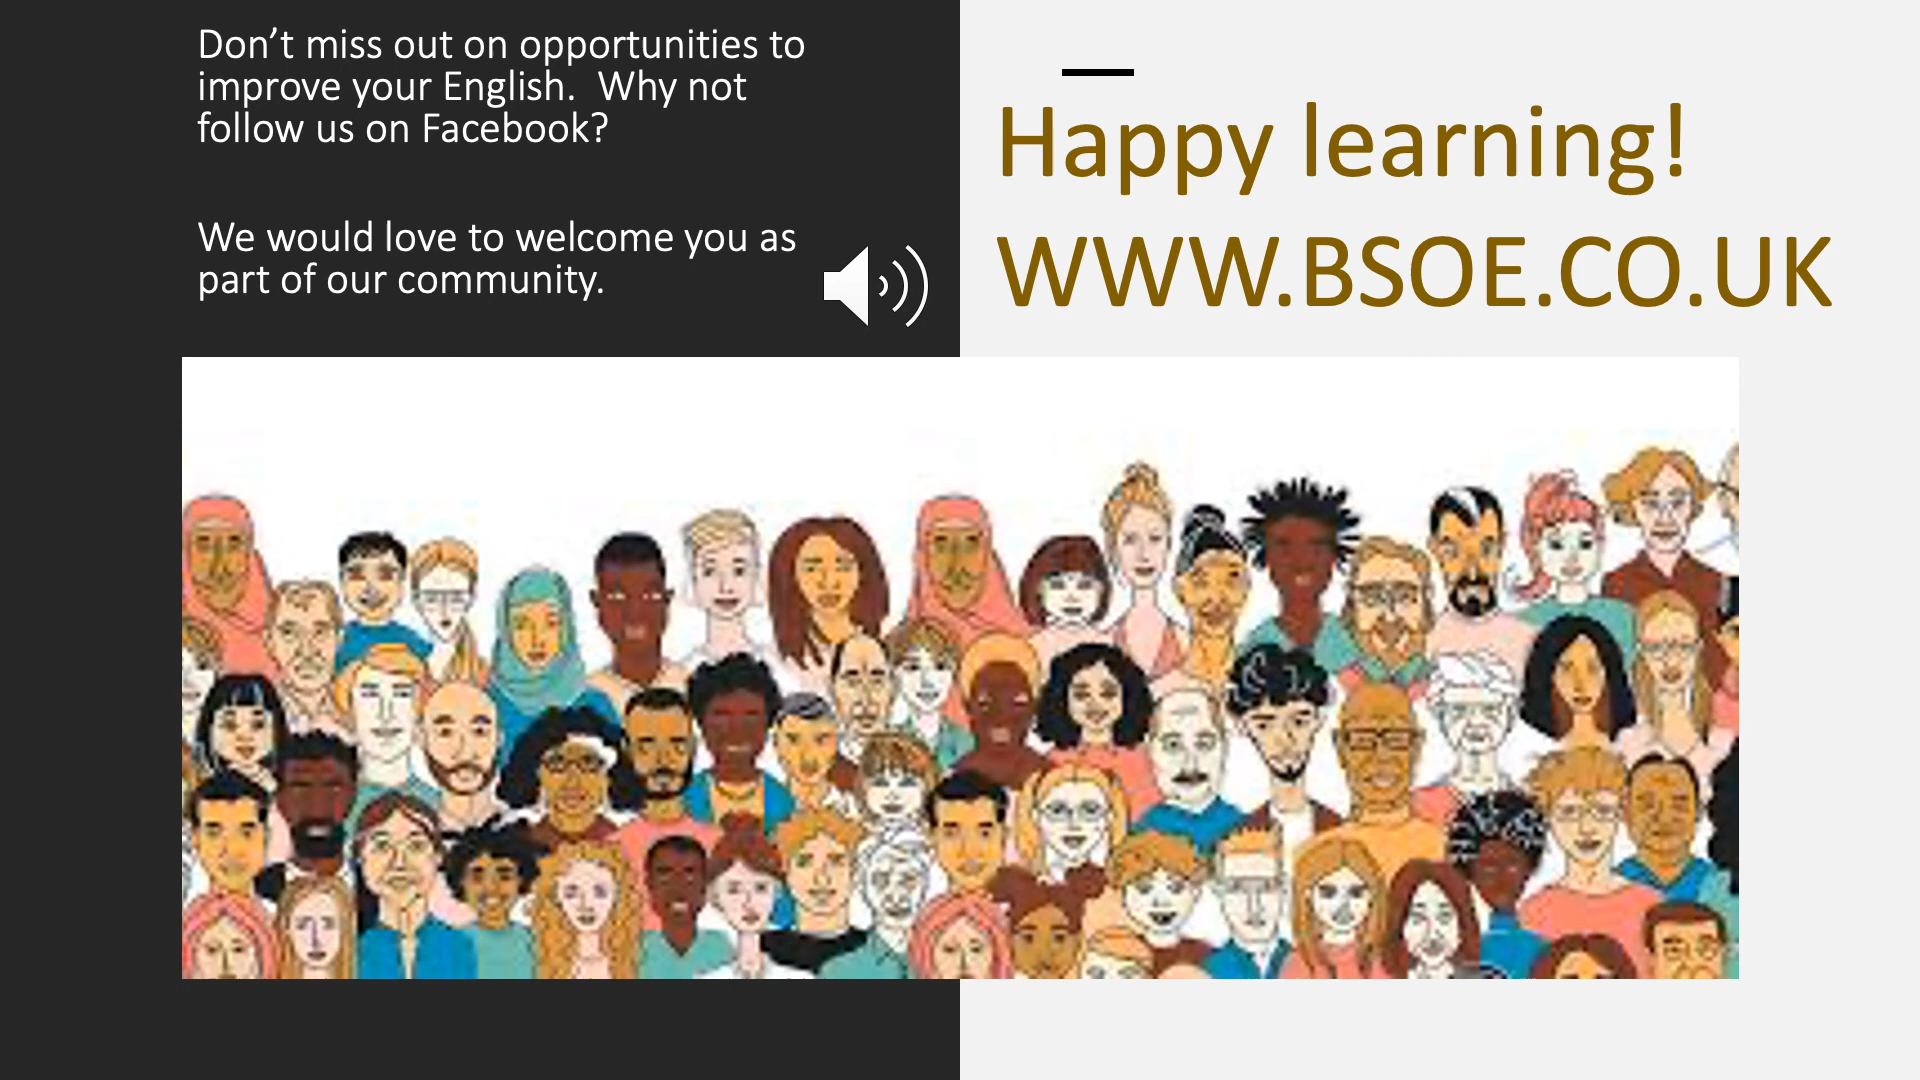 Don’t miss out on opportunities to
improve your English.  Why not
follow us on Facebook?
We would love to welcome you as
part of our community.
Happy learning!
WWW.BSOE.CO.UK